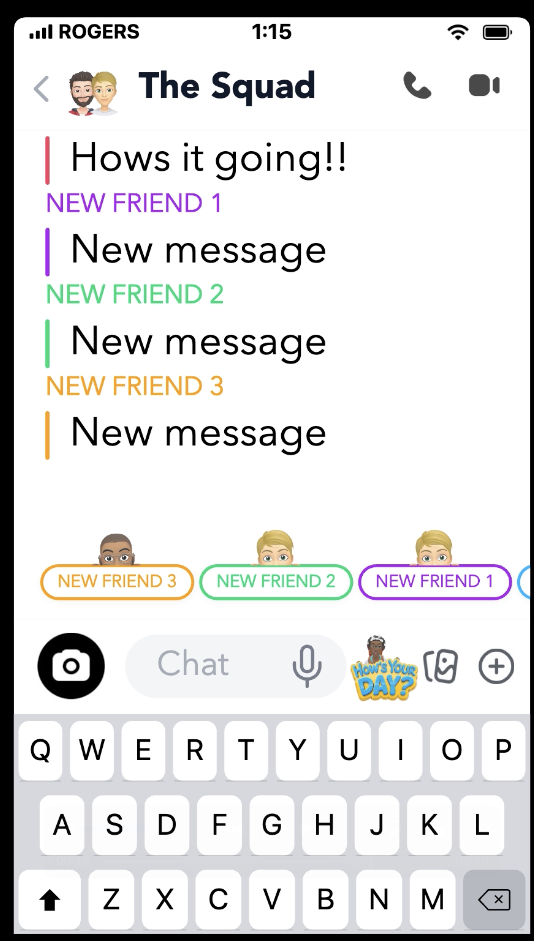 ROGERS 1:15
The Squad
Hows it going!!
NEW FRIEND 1
New message
NEW FRIEND 2
New message
NEW FRIEND 3
New message
NEW FRIEND 3 NEW FRIEND 2 NEW FRIEND 1
Chat HOW'S YOUR DAY?
Q W E R T Y U I O P
A S D F G H J K L
Z X C V B N M